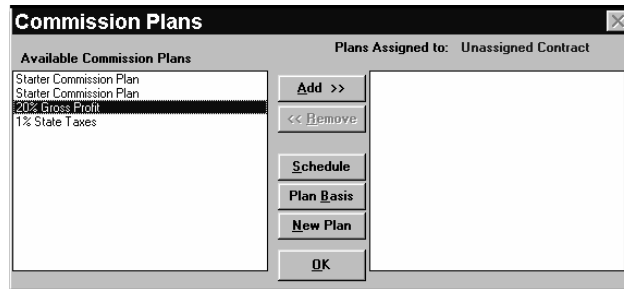 Commission Plans
Available Commission Plans
Plans Assigned to: Unassigned Contract
Starter Commission Plan
Starter Commission Plan
20% Gross Profit
1% State Taxes
Add >>
<< Remove
Schedule
Plan Basis
New Plan
OK